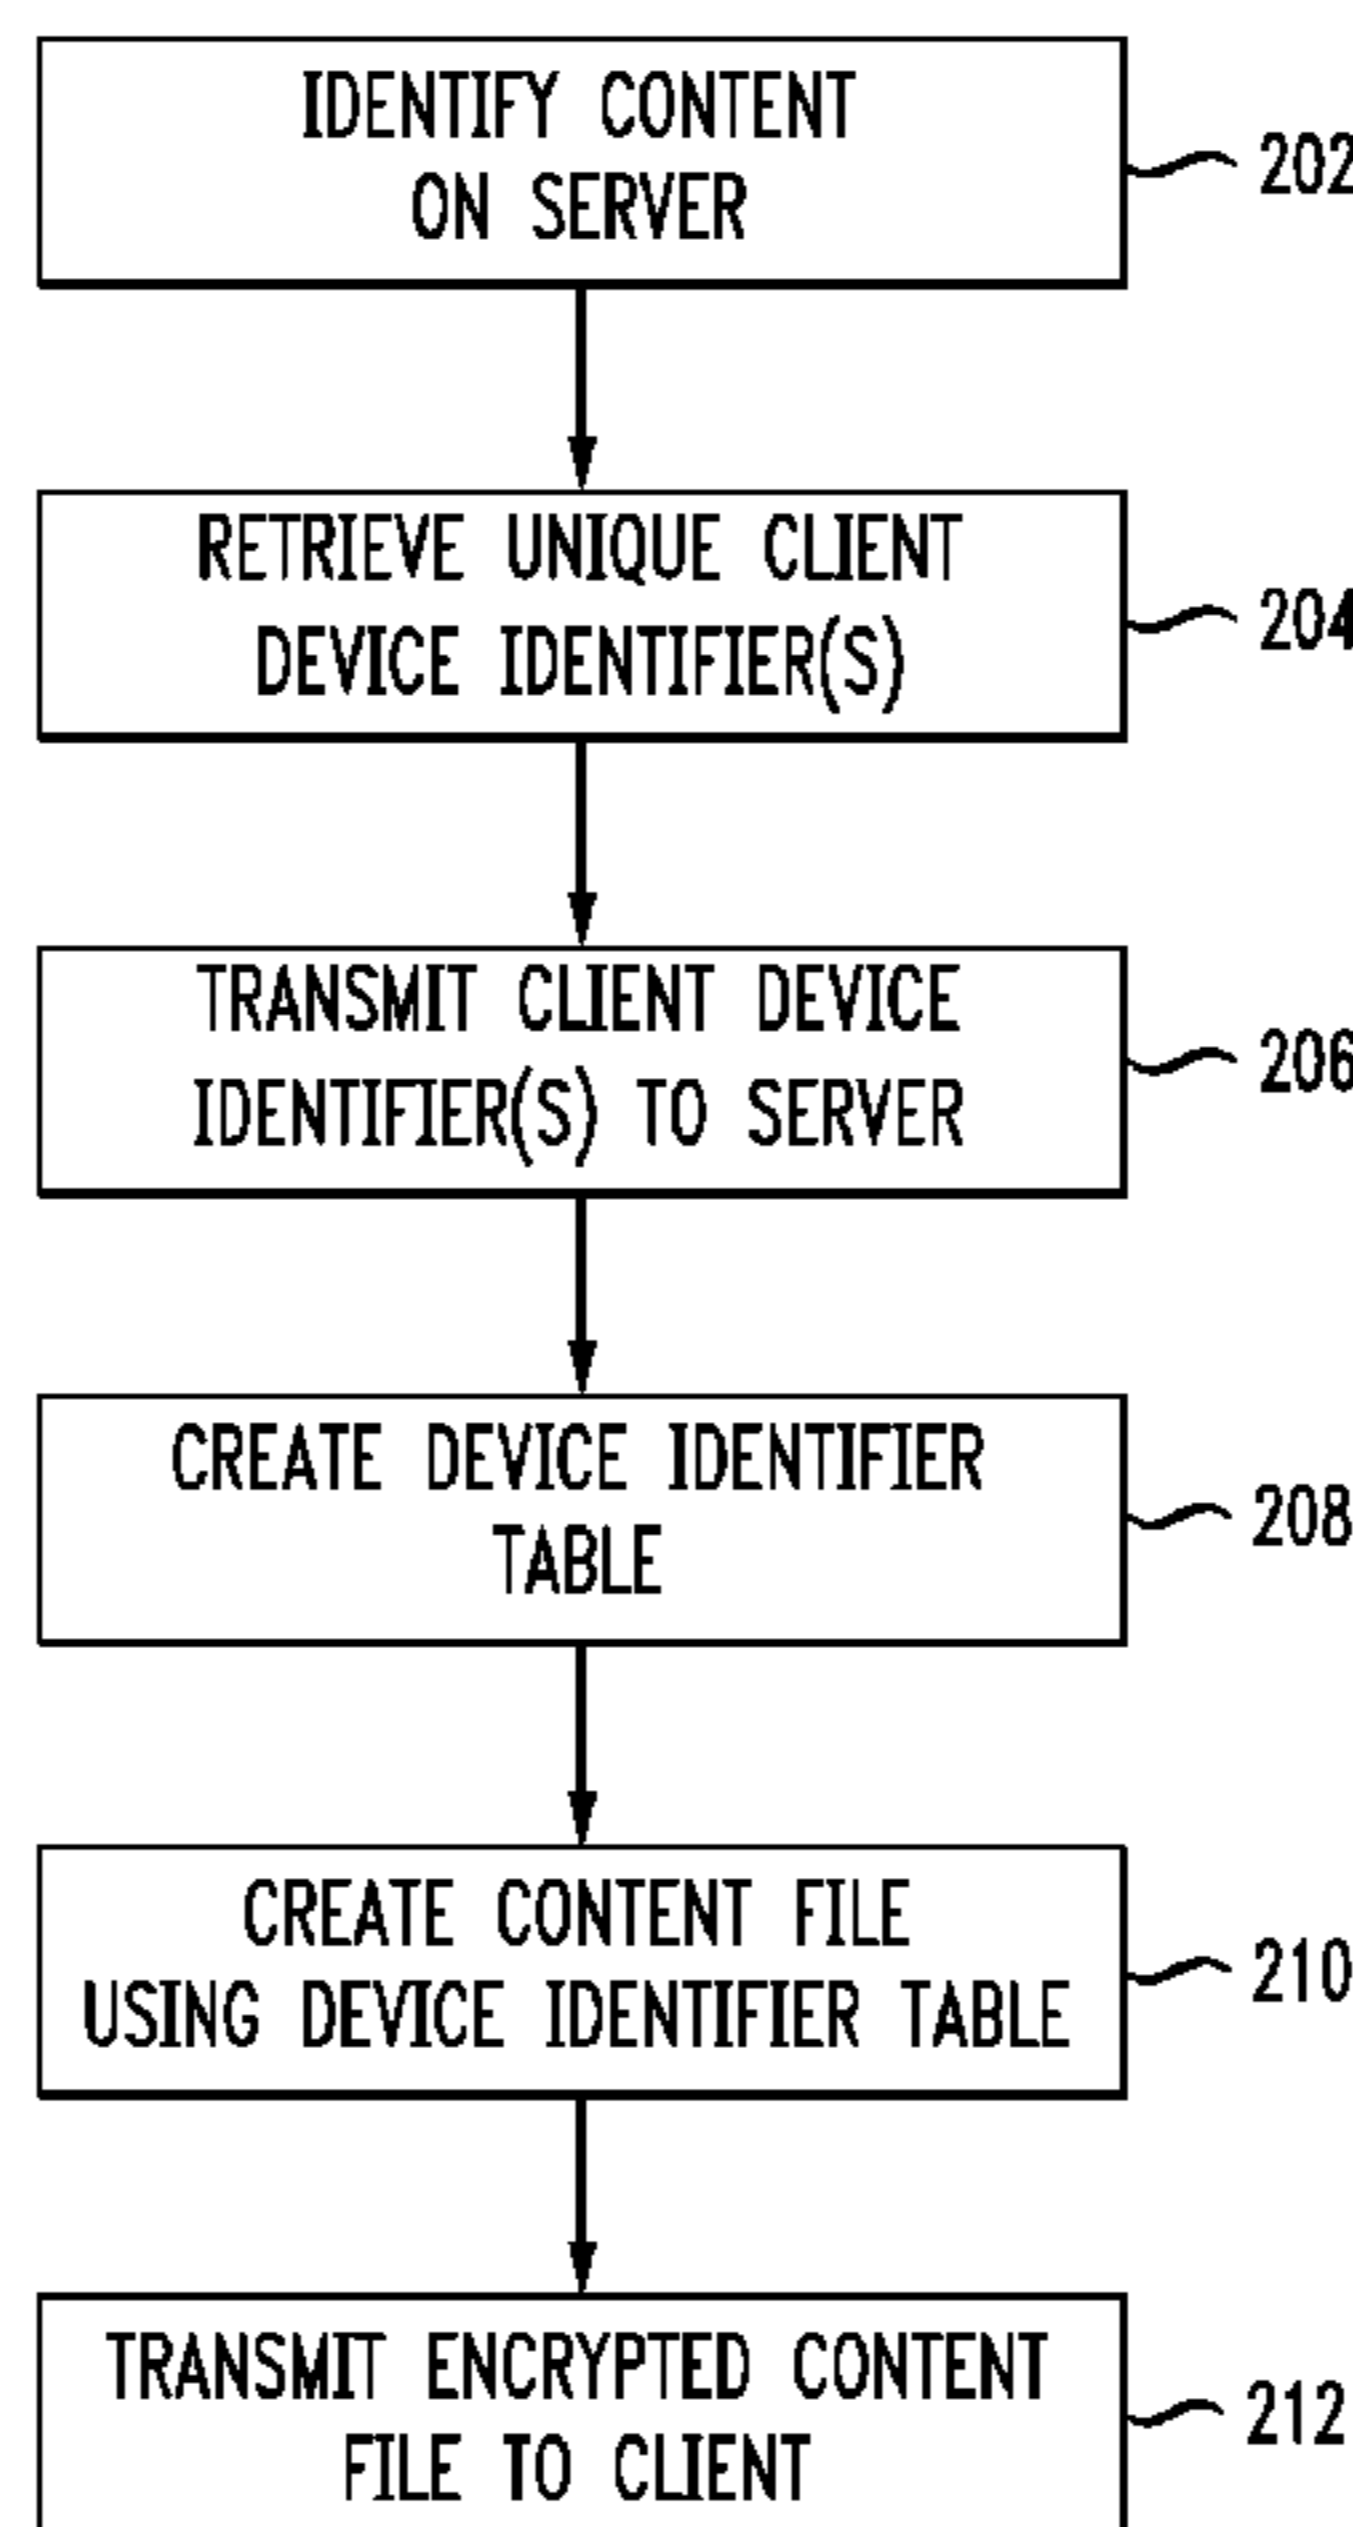 IDENTIFY CONTENT
ON SERVER
202
RETRIEVE UNIQUE CLIENT
DEVICE IDENTIFIER(S)
204
TRANSMIT CLIENT DEVICE
IDENTIFIER(S) TO SERVER
206
CREATE DEVICE IDENTIFIER
TABLE
208
CREATE CONTENT FILE
USING DEVICE IDENTIFIER TABLE
210
TRANSMIT ENCRYPTED CONTENT
FILE TO CLIENT
212